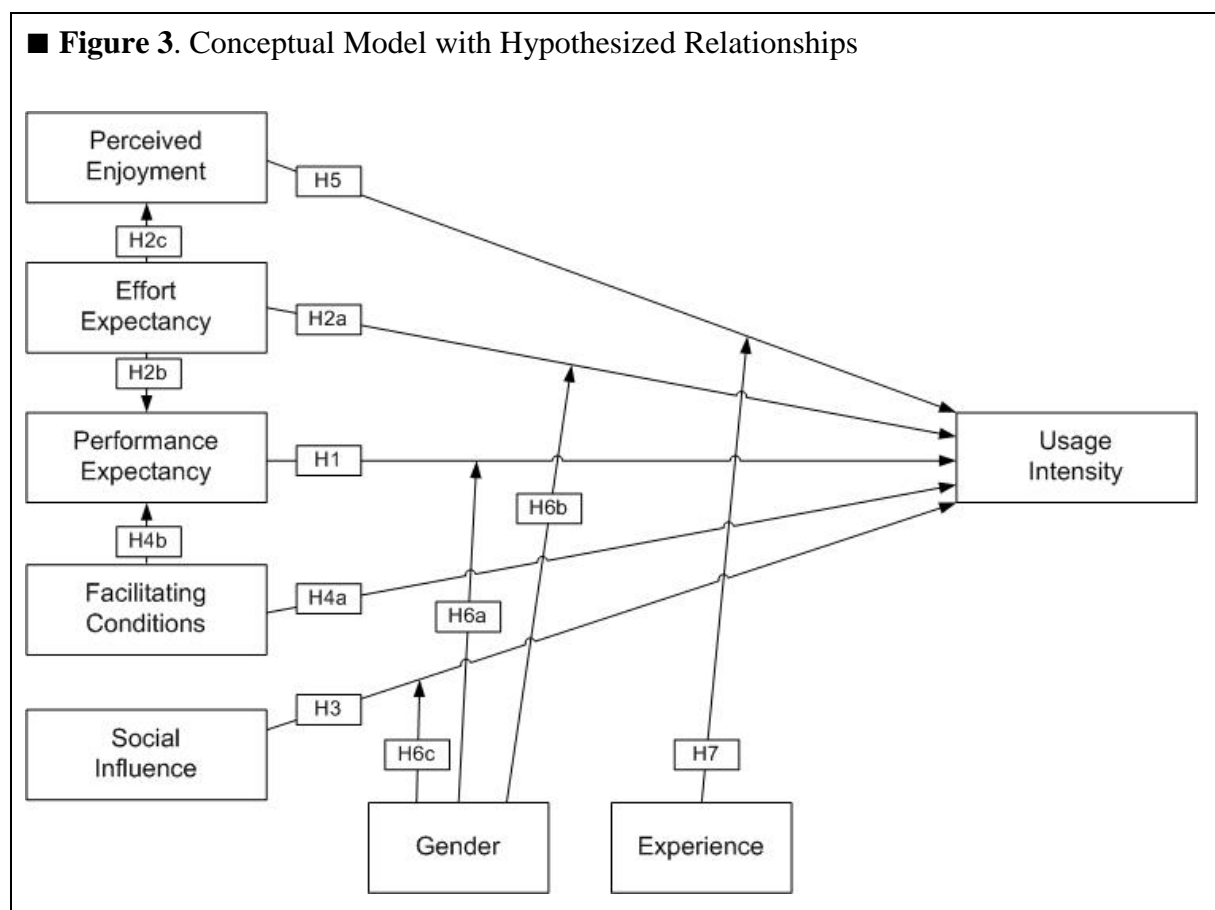 ■ Figure 3. Conceptual Model with Hypothesized Relationships
Perceived
Enjoyment
H5
H2c
Effort
Expectancy
H2a
H2b
Performance
Expectancy
H1
Usage
Intensity
H6b
H4b
Facilitating
Conditions
H4a
H6a
H3
Social
Influence
H6c
H7
Gender
Experience